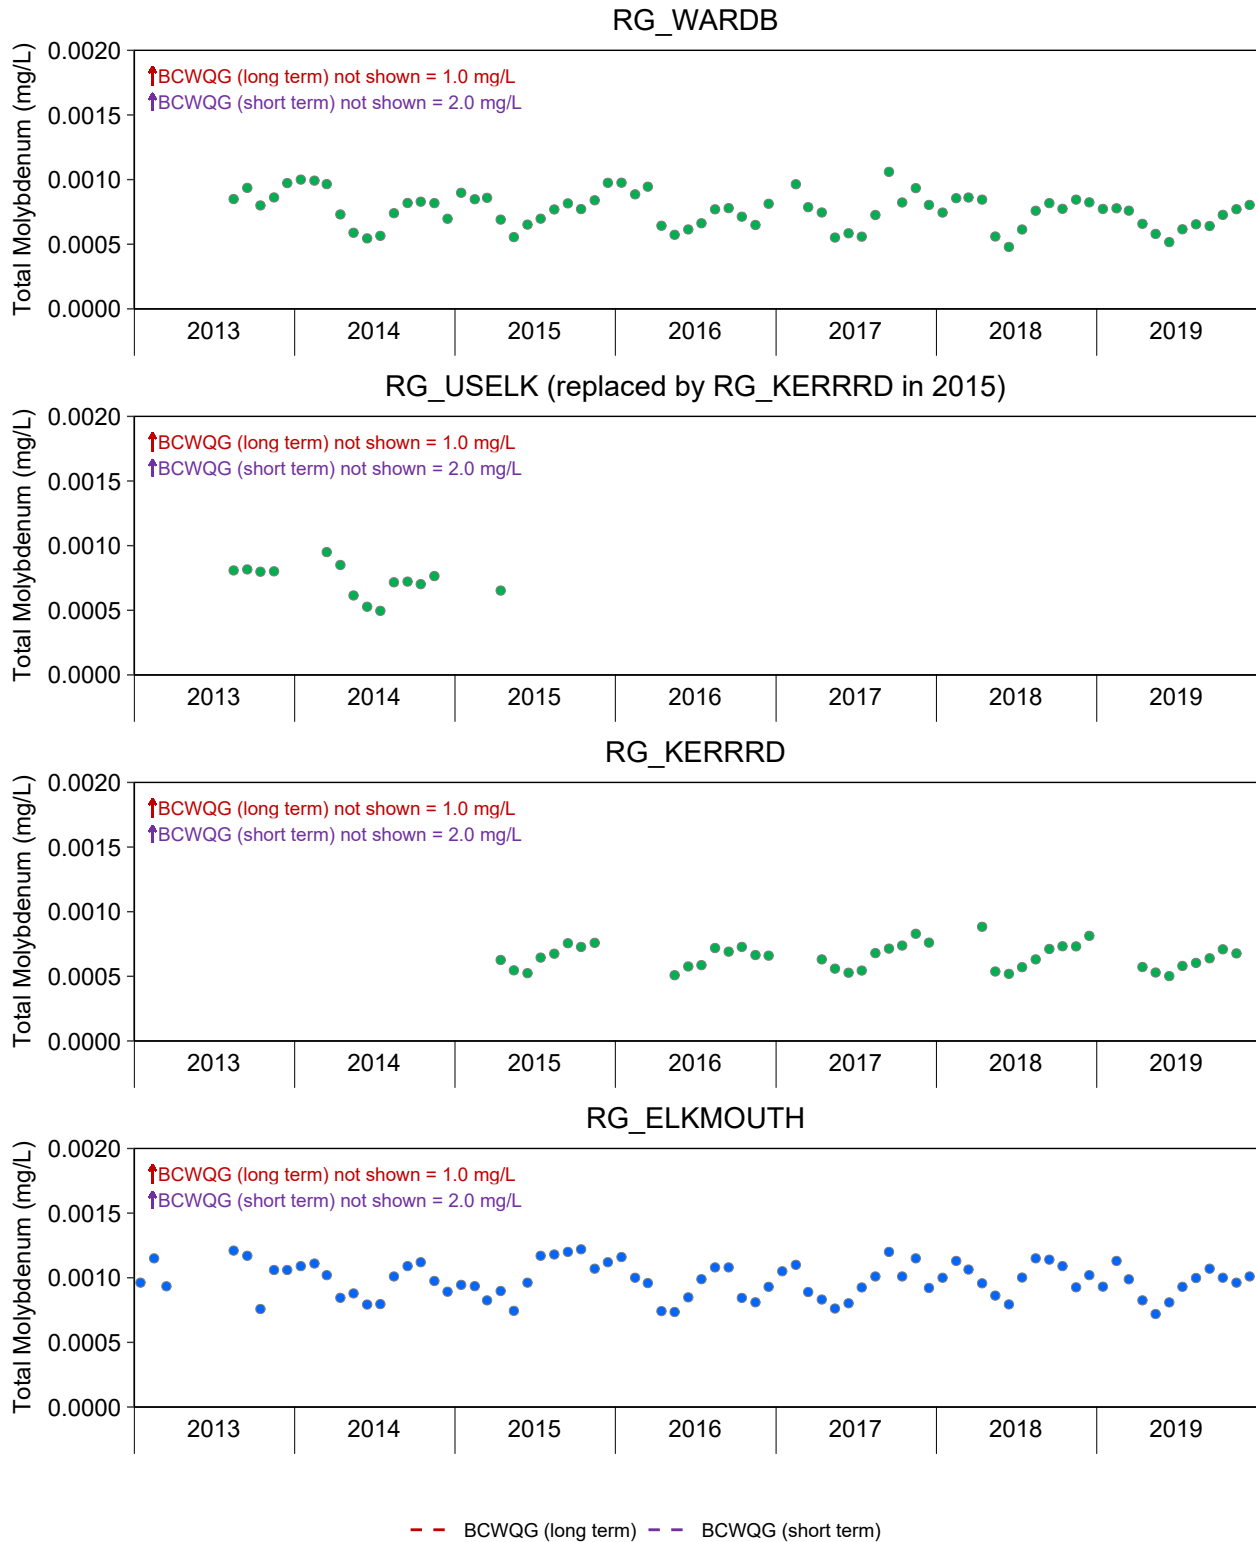 RG_WARDB
Total Molybdenum (mg/L)
0.0020
0.0015
0.0010
0.0005
0.0000
↑BCWQG (long term) not shown = 1.0 mg/L
↑BCWQG (short term) not shown = 2.0 mg/L
2013 2014 2015 2016 2017 2018 2019
RG_USELK (replaced by RG_KERRRD in 2015)
Total Molybdenum (mg/L)
0.0020
0.0015
0.0010
0.0005
0.0000
↑BCWQG (long term) not shown = 1.0 mg/L
↑BCWQG (short term) not shown = 2.0 mg/L
2013 2014 2015 2016 2017 2018 2019
RG_KERRRD
Total Molybdenum (mg/L)
0.0020
0.0015
0.0010
0.0005
0.0000
↑BCWQG (long term) not shown = 1.0 mg/L
↑BCWQG (short term) not shown = 2.0 mg/L
2013 2014 2015 2016 2017 2018 2019
RG_ELKMOUTH
Total Molybdenum (mg/L)
0.0020
0.0015
0.0010
0.0005
0.0000
↑BCWQG (long term) not shown = 1.0 mg/L
↑BCWQG (short term) not shown = 2.0 mg/L
2013 2014 2015 2016 2017 2018 2019
BCWQG (long term) BCWQG (short term)